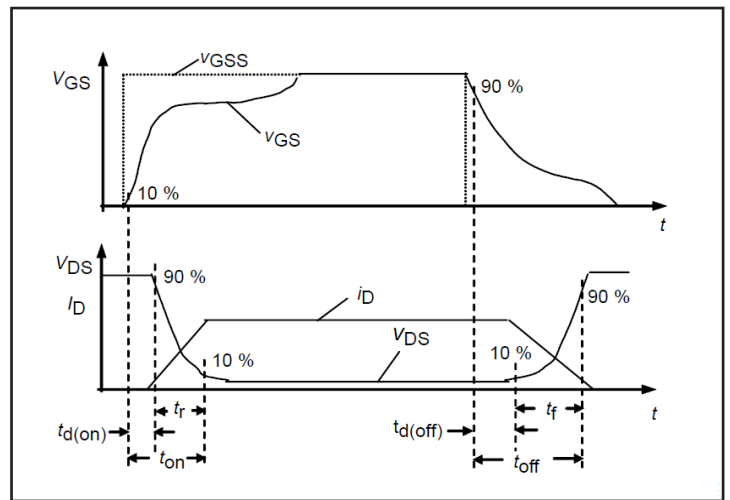 vGSS
VGS
90 %
vGS
10 %
t
VDS
90 %
ID
iD
90 %
VDS
10 %
10 %
tr
tf
t
td(on)
td(off)
ton
toff